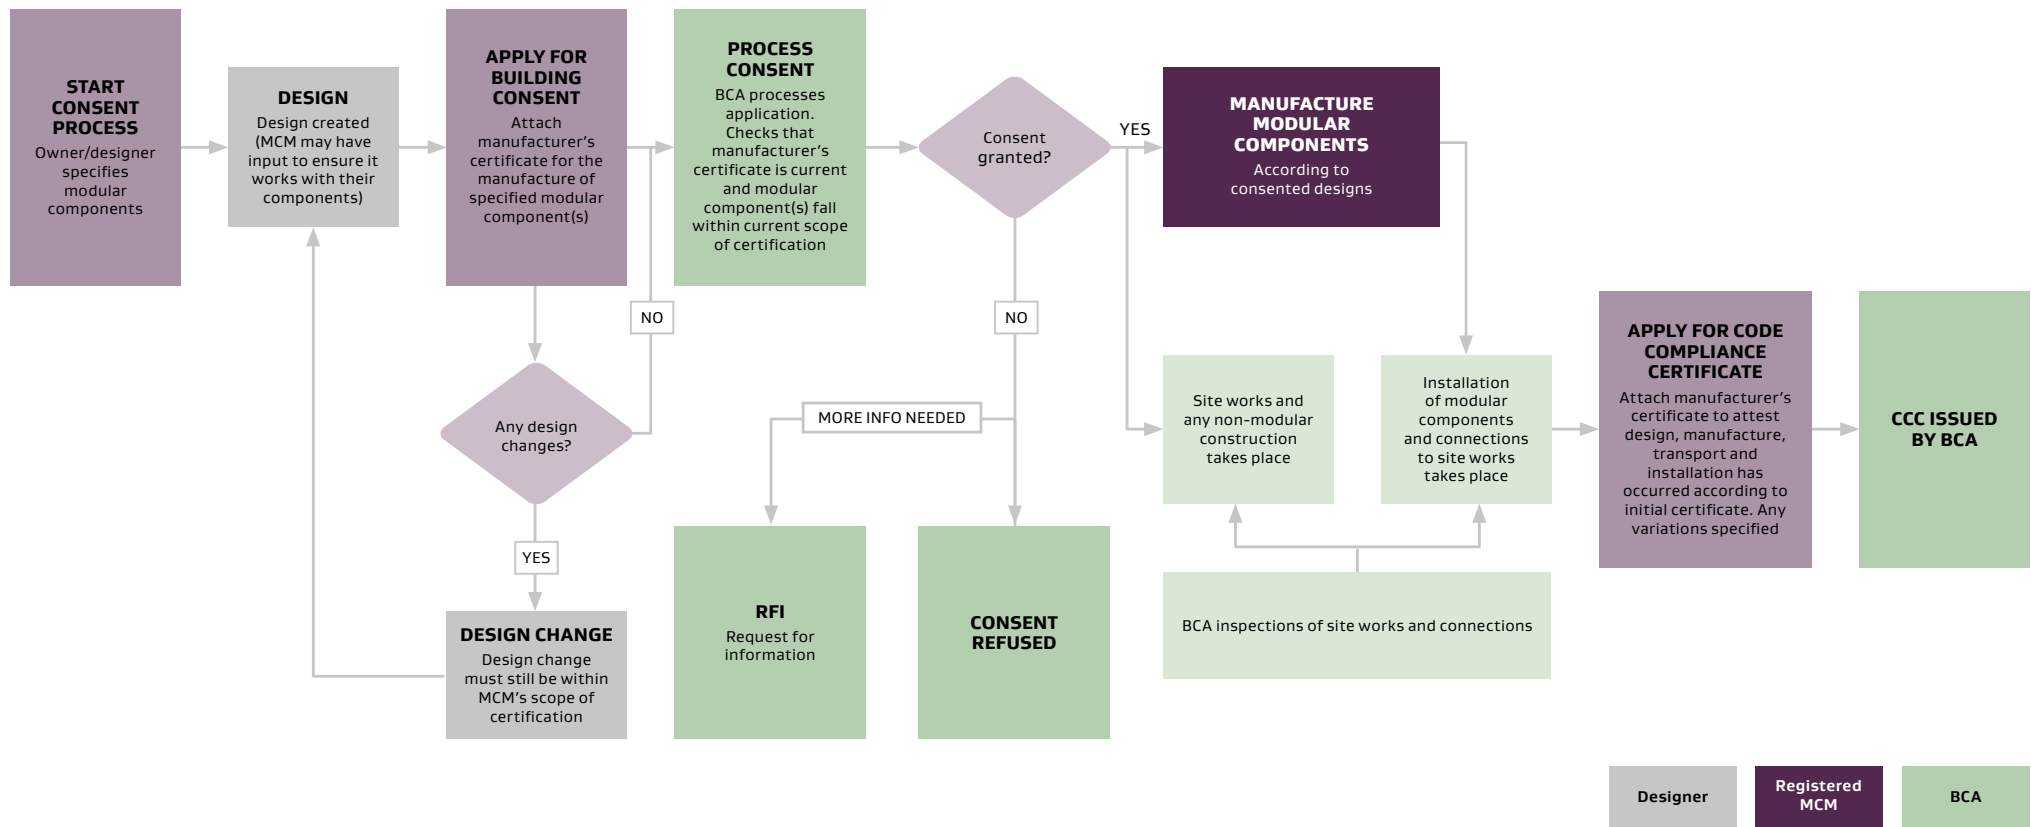 START
CONSENT
PROCESS
Owner/designer
specifies
modular
components
DESIGN
Design created
(MCM may have
input to ensure it
works with their
components)
APPLY FOR
BUILDING
CONSENT
Attach
manufacturer’s
certificate for the
manufacture of
specified modular
component(s)
PROCESS
CONSENT
BCA processes
application.
Checks that
manufacturer’s
certificate is current
and modular
component(s) fall
within current scope
of certification
Consent
granted?
YES
MANUFACTURE
MODULAR
COMPONENTS
According to
consented designs
NO
NO
Any design
changes?
MORE INFO NEEDED
Site works and
any non-modular
construction
takes place
Installation
of modular
components
and connections
to site works
takes place
APPLY FOR CODE
COMPLIANCE
CERTIFICATE
Attach manufacturer’s
certificate to attest
design, manufacture,
transport and
installation has
occurred according to
initial certificate. Any
variations specified
CCC ISSUED
BY BCA
YES
DESIGN CHANGE
Design change
must still be within
MCM’s scope of
certification
RFI
Request for
information
CONSENT
REFUSED
BCA inspections of site works and connections
Designer
Registered
MCM
BCA